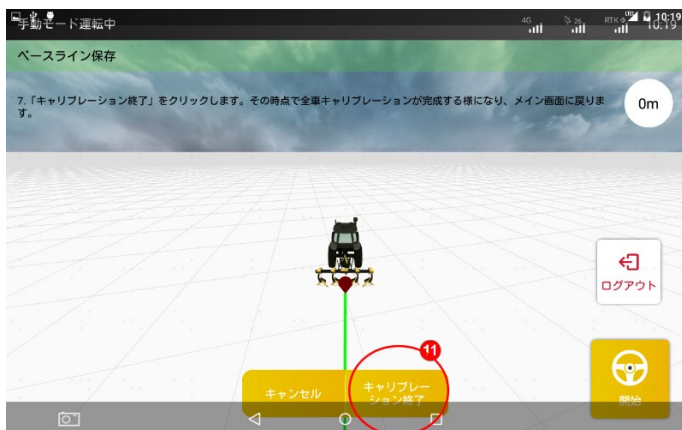 手動モード運転中
4G
26
RTK
10:19
10:19
ベースライン保存
7.「キャリブレーション終了」をクリックします。その時点で全車キャリブレーションが完成する様になり、メイン画面に戻りま
す。
0m
ログアウト
11
キャンセル
キャリブレー
ション終了
開始